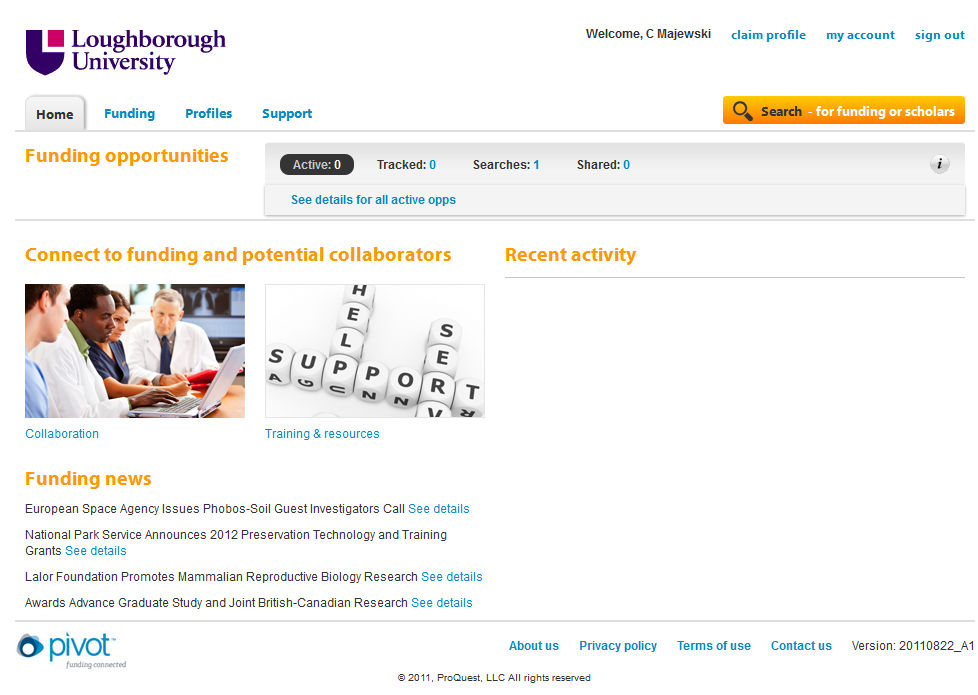 Loughborough
University
Welcome, C Majewski claim profile my account sign out
Home Funding Profiles Support
Search - for funding or scholars
Funding opportunities
Active: 0 Tracked: 0 Searches: 1 Shared: 0 i
See details for all active opps
Connect to funding and potential collaborators
Recent activity
HELP
SERV
SUPPORT
Collaboration
Training & resources
Funding news
European Space Agency Issues Phobos-Soil Guest Investigators Call See details
National Park Service Announces 2012 Preservation Technology and Training
Grants See details
Lalor Foundation Promotes Mammalian Reproductive Biology Research See details
Awards Advance Graduate Study and Joint British-Canadian Research See details
pivot™
funding connected
About us Privacy policy Terms of use Contact us Version: 20110822_A1
© 2011, ProQuest, LLC All rights reserved